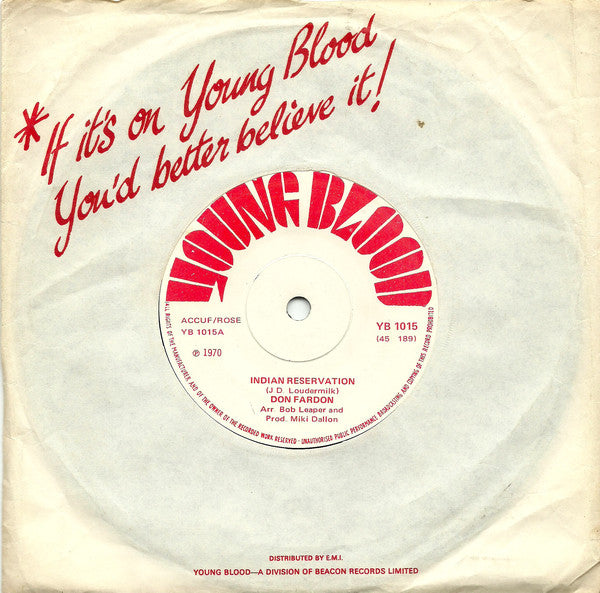 *If it's on Young Blood
You'd better believe it!
YOUNG BLOOD
ACUFF/ROSE
YB 1015A
℗ 1970
YB 1015
(45 189)
INDIAN RESERVATION
(J D. Loudermilk)
DON FARDON
Arr. Bob Leaper and
Prod. Miki Dallon
ALL RIGHTS OF THE MANUFACTURER AND OF THE OWNER OF THE RECORDED WORK RESERVED - UNAUTHORISED PUBLIC PERFORMANCE BROADCASTING AND COPYING OF THIS RECORD PROHIBITED
DISTRIBUTED BY E.M.I.
YOUNG BLOOD—A DIVISION OF BEACON RECORDS LIMITED